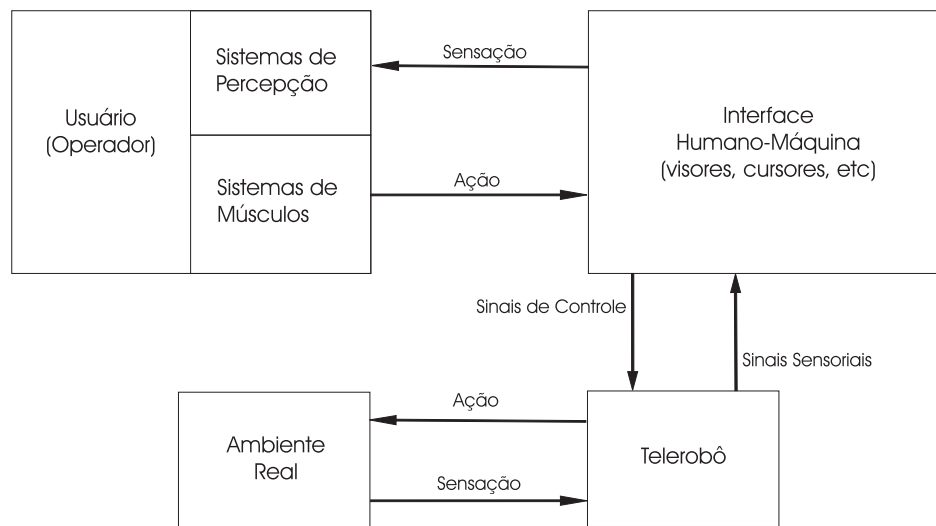 Sistemas de
Percepção
Usuário
(Operador)
Sistemas de
Músculos
Sensação
Ação
Interface
Humano-Máquina
(visores, cursores, etc)
Sinais de Controle
Sinais Sensoriais
Ambiente
Real
Ação
Sensação
Telerobô